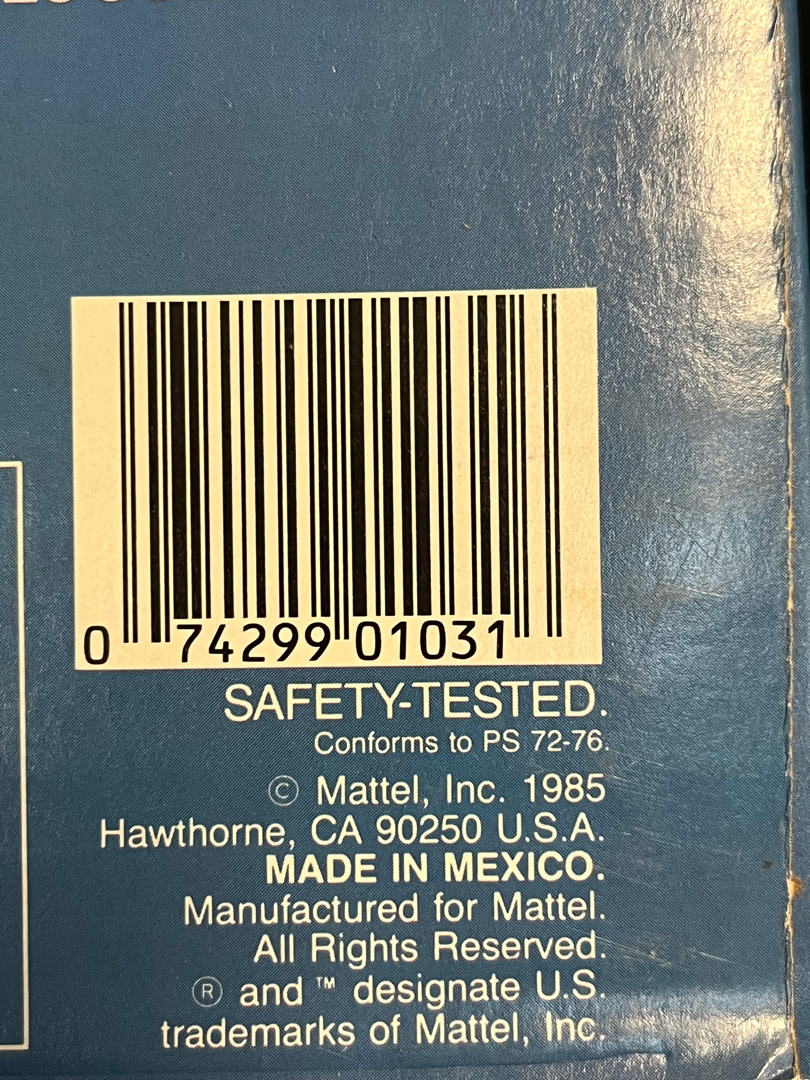 0 74299 01031
SAFETY-TESTED.
Conforms to PS 72-76.
© Mattel, Inc. 1985
Hawthorne, CA 90250 U.S.A.
MADE IN MEXICO.
Manufactured for Mattel.
All Rights Reserved.
® and ™ designate U.S.
trademarks of Mattel, Inc.